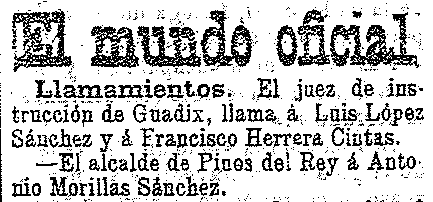 El mundo oficial
Llamamientos. El juez de ins-
trucción de Guadix, llama á Luis López
Sánchez y á Francisco Herrera Cintas.
—El alcalde de Pinos del Rey á Anto-
nio Morillas Sánchez.